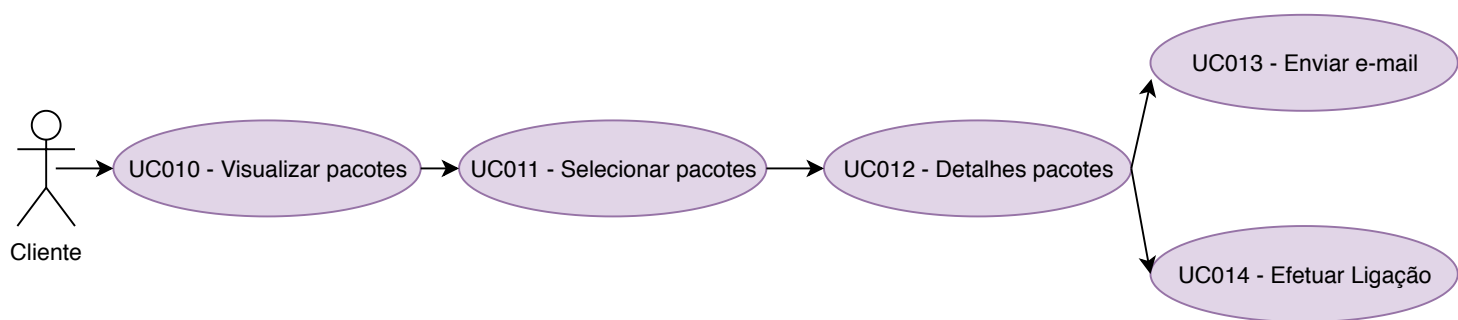 UC013 - Enviar e-mail
UC010 - Visualizar pacotes
UC011 - Selecionar pacotes
UC012 - Detalhes pacotes
Cliente
UC014 - Efetuar Ligação